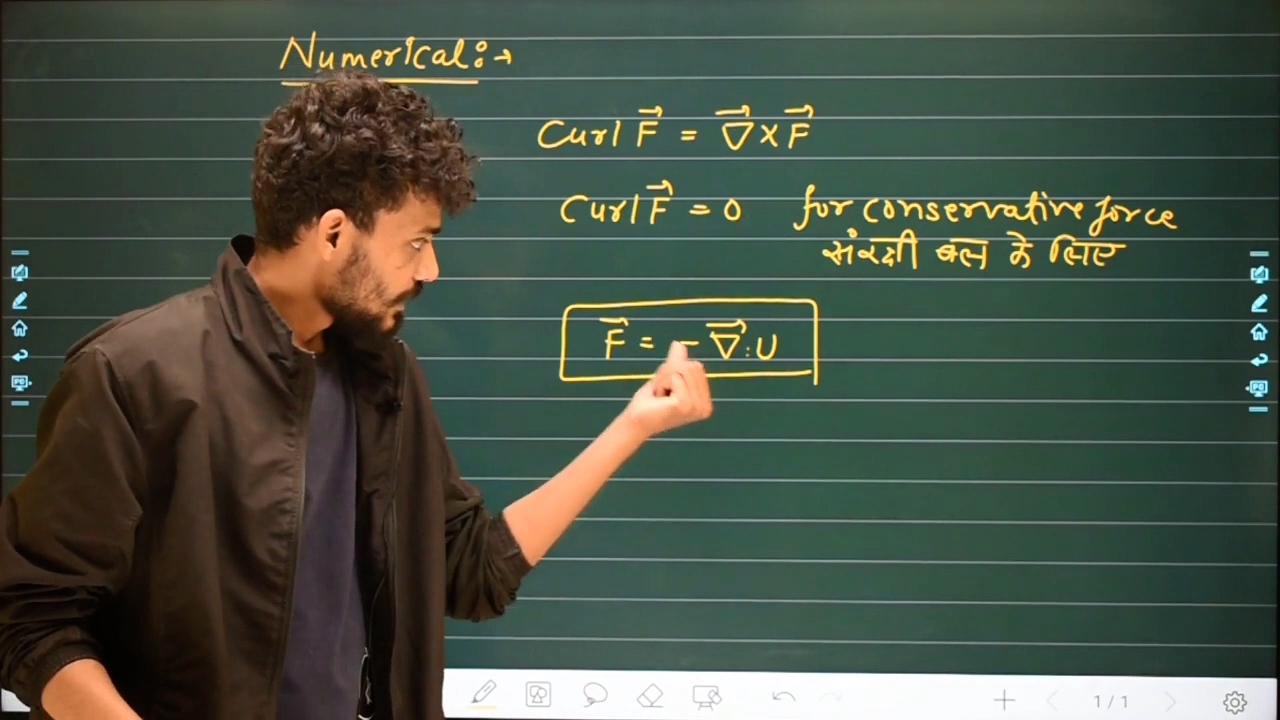 Numerical:→
Curl F⃗ = ∇⃗ × F⃗
Curl F⃗ = 0 for conservative force
संरक्षी बल के लिए
F⃗ = - ∇⃗ . U
1/1